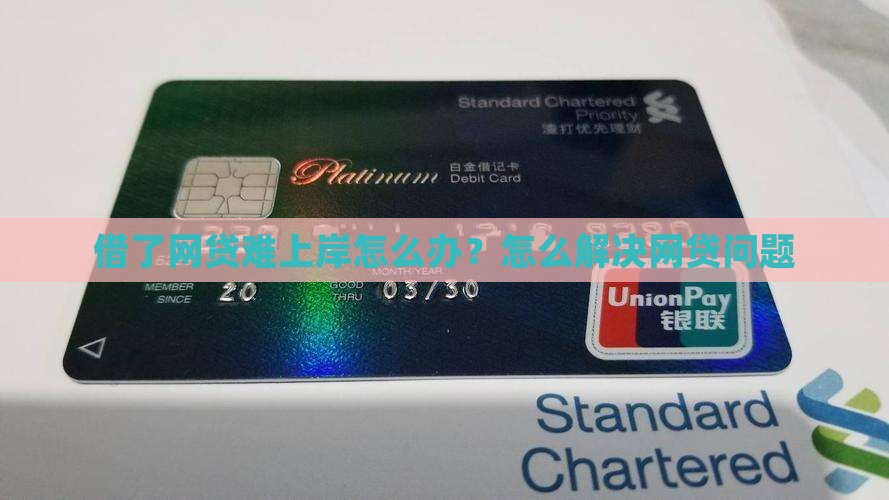 Standard Chartered
Priority
渣打优先理财
Platinum 白金借记卡
Debit Card
借了网贷难上岸怎么办？怎么解决网贷问题
MONTH/YEAR
MEMBER SINCE 20
GOOD THRU 03/30
UnionPay
银联
Standard
Chartered